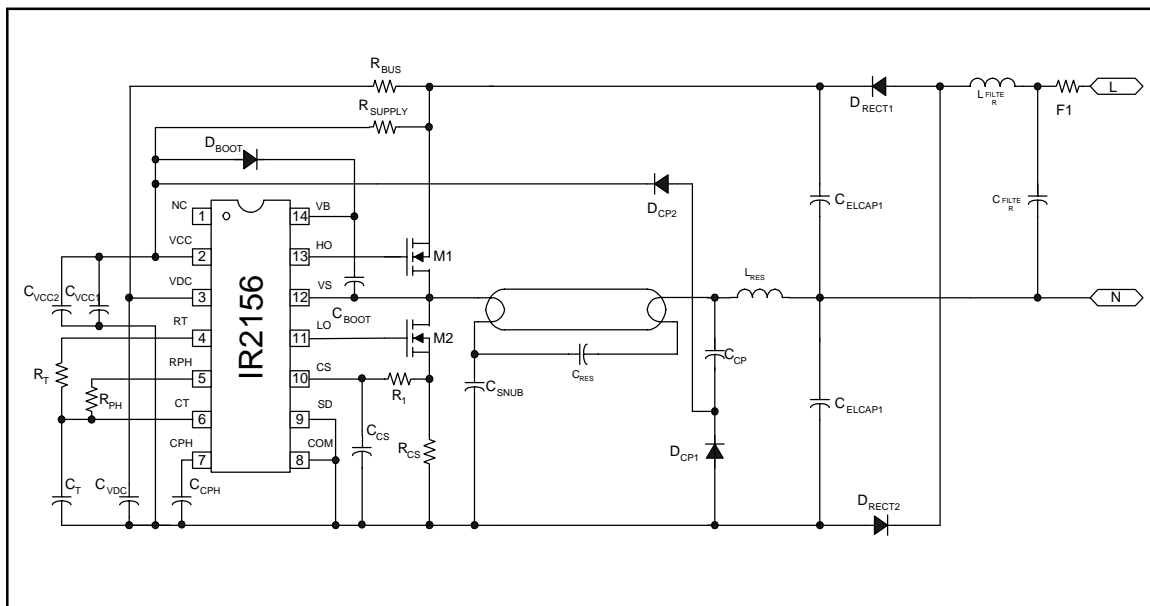 RBUS
RSUPPLY
DBOOT
DRECT1
L FILTE
R
F1
L
NC
1
14
VB
DCP2
CELCAP1
C FILTE
R
VCC
2
13
HO
M1
CVCC2
CVCC1
VDC
3
12
VS
LRES
N
CBOOT
RT
4
11
LO
M2
IR2156
CCP
RT
RPH
5
10
CS
R1
CRES
CSNUB
CELCAP1
RPH
CT
6
9
SD
CCS
RCS
DCP1
CPH
7
8
COM
CT
CVDC
CCPH
DRECT2